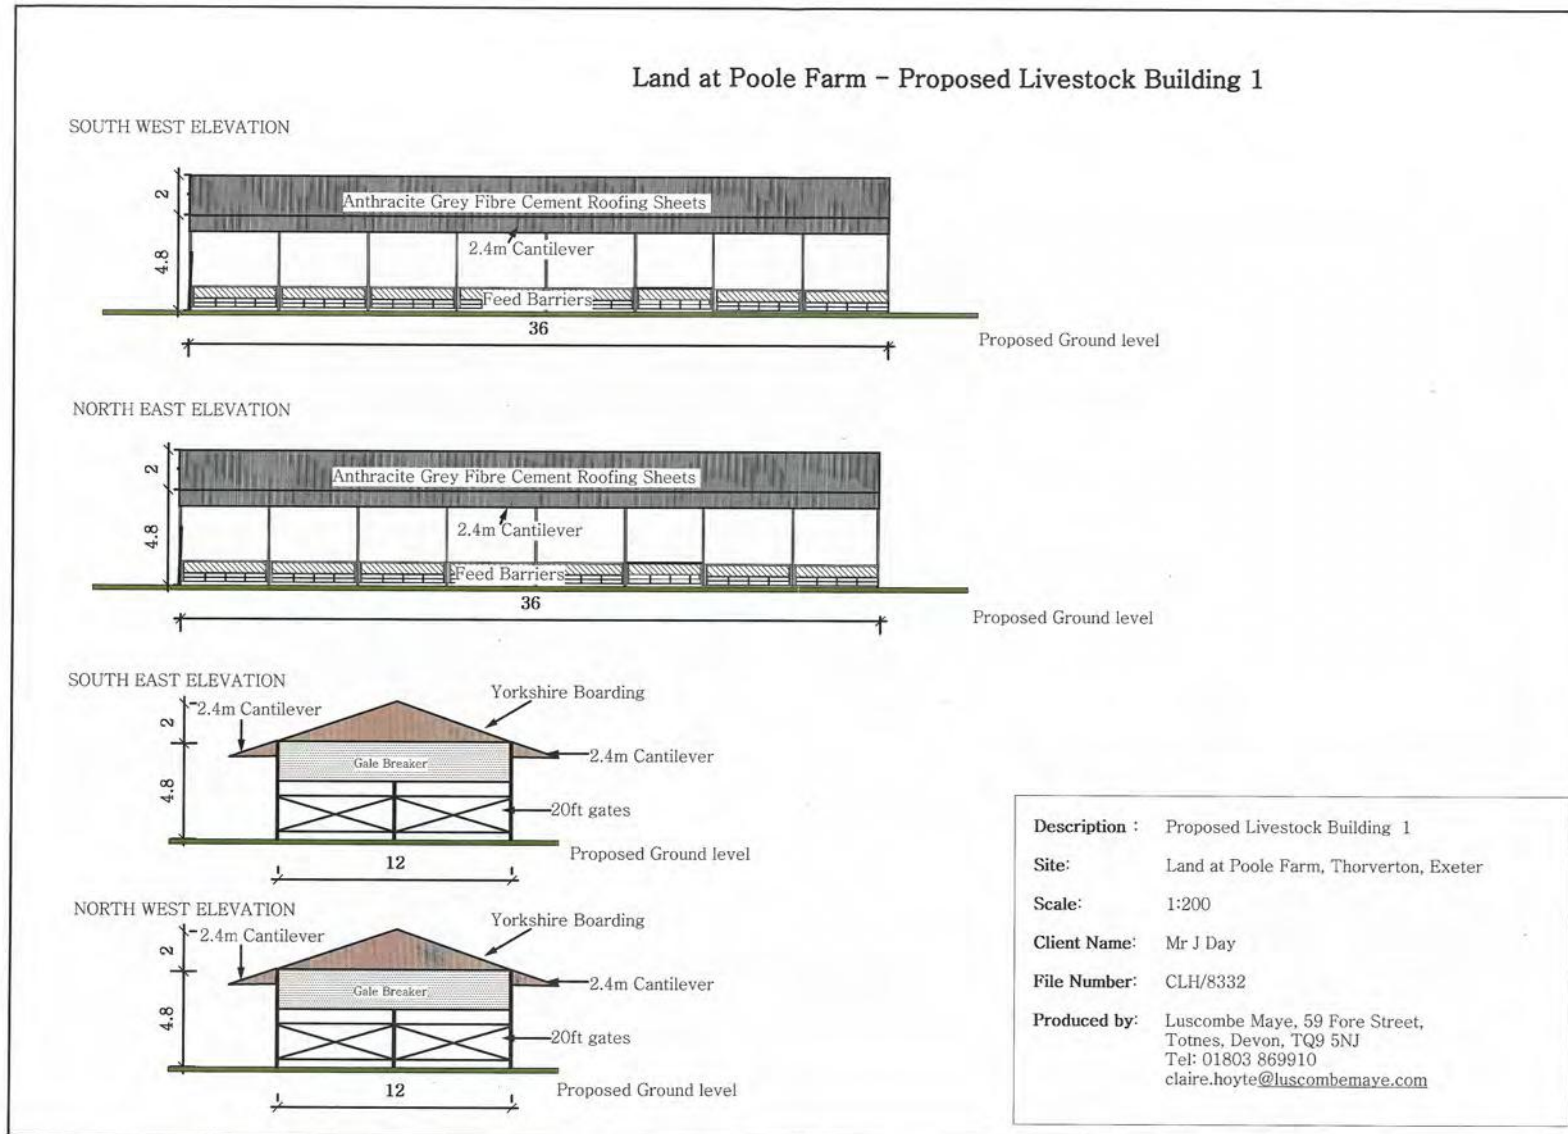 Land at Poole Farm - Proposed Livestock Building 1
SOUTH WEST ELEVATION
2
Anthracite Grey Fibre Cement Roofing Sheets
4.8
2.4m Cantilever
Feed Barriers
36
Proposed Ground level
NORTH EAST ELEVATION
2
Anthracite Grey Fibre Cement Roofing Sheets
4.8
2.4m Cantilever
Feed Barriers
36
Proposed Ground level
SOUTH EAST ELEVATION
Yorkshire Boarding
2.4m Cantilever
2
2.4m Cantilever
Gale Breaker
4.8
20ft gates
Proposed Ground level
12
NORTH WEST ELEVATION
Yorkshire Boarding
2.4m Cantilever
2
2.4m Cantilever
Gale Breaker
4.8
20ft gates
Proposed Ground level
12
Description : Proposed Livestock Building 1
Site: Land at Poole Farm, Thorverton, Exeter
Scale: 1:200
Client Name: Mr J Day
File Number: CLH/8332
Produced by: Luscombe Maye, 59 Fore Street,
Totnes, Devon, TQ9 5NJ
Tel: 01803 869910
claire.hoyte@luscombemaye.com